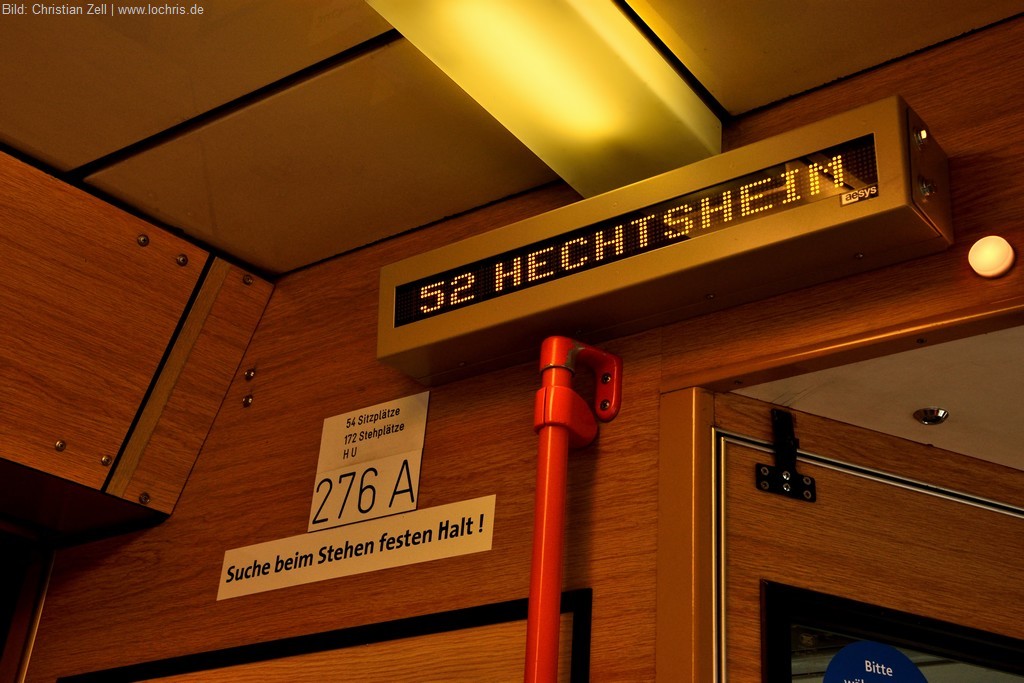 Bild: Christian Zell | www.lochris.de
52 HECHTSHEIM
aesys
54 Sitzplätze
172 Stehplätze
H U
276 A
Suche beim Stehen festen Halt !
Bitte